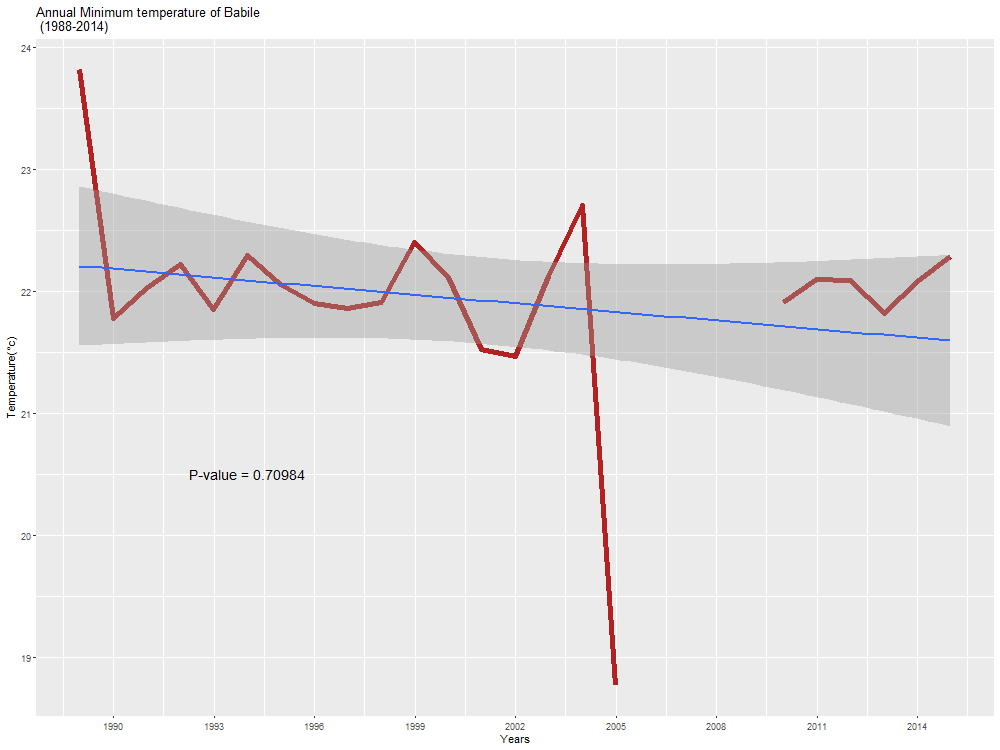 Annual Minimum temperature of Babile
(1988-2014)
24
23
22
21
20
19
Temperature(°c)
P-value = 0.70984
1990 1993 1996 1999 2002 2005 2008 2011 2014
Years